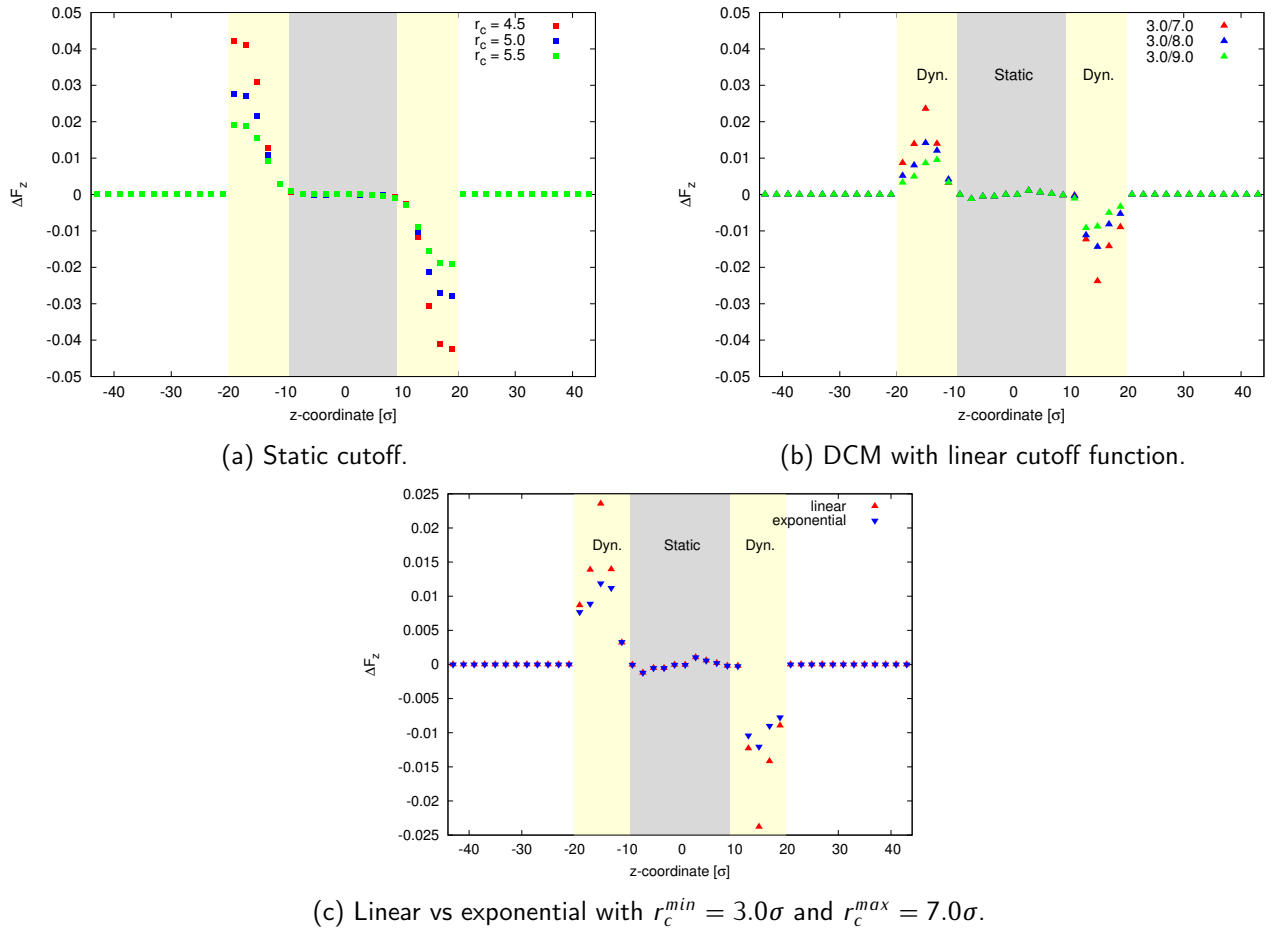 0.05
0.04
0.03
0.02
0.01
0
-0.01
-0.02
-0.03
-0.04
-0.05
ΔF_z
r_c = 4.5
r_c = 5.0
r_c = 5.5
-40 -30 -20 -10 0 10 20 30 40
z-coordinate [σ]
(a) Static cutoff.
0.05
0.04
0.03
0.02
0.01
0
-0.01
-0.02
-0.03
-0.04
-0.05
ΔF_z
3.0/7.0
3.0/8.0
3.0/9.0
Dyn. Static Dyn.
-40 -30 -20 -10 0 10 20 30 40
z-coordinate [σ]
(b) DCM with linear cutoff function.
0.025
0.02
0.015
0.01
0.005
0
-0.005
-0.01
-0.015
-0.02
-0.025
ΔF_z
linear
exponential
Dyn. Static Dyn.
-40 -30 -20 -10 0 10 20 30 40
z-coordinate [σ]
(c) Linear vs exponential with r_c^{min} = 3.0σ and r_c^{max} = 7.0σ.